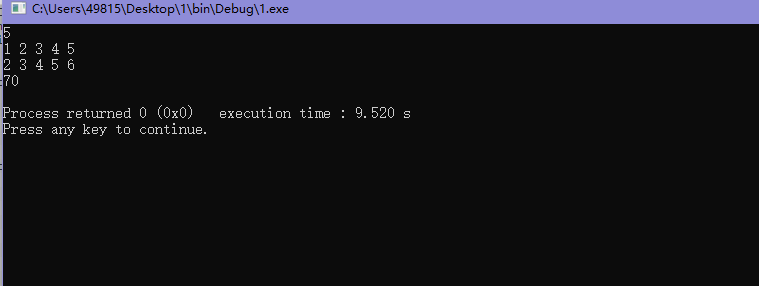 C:\Users\49815\Desktop\1\bin\Debug\1.exe
5
1 2 3 4 5
2 3 4 5 6
70
Process returned 0 (0x0)   execution time : 9.520 s
Press any key to continue.